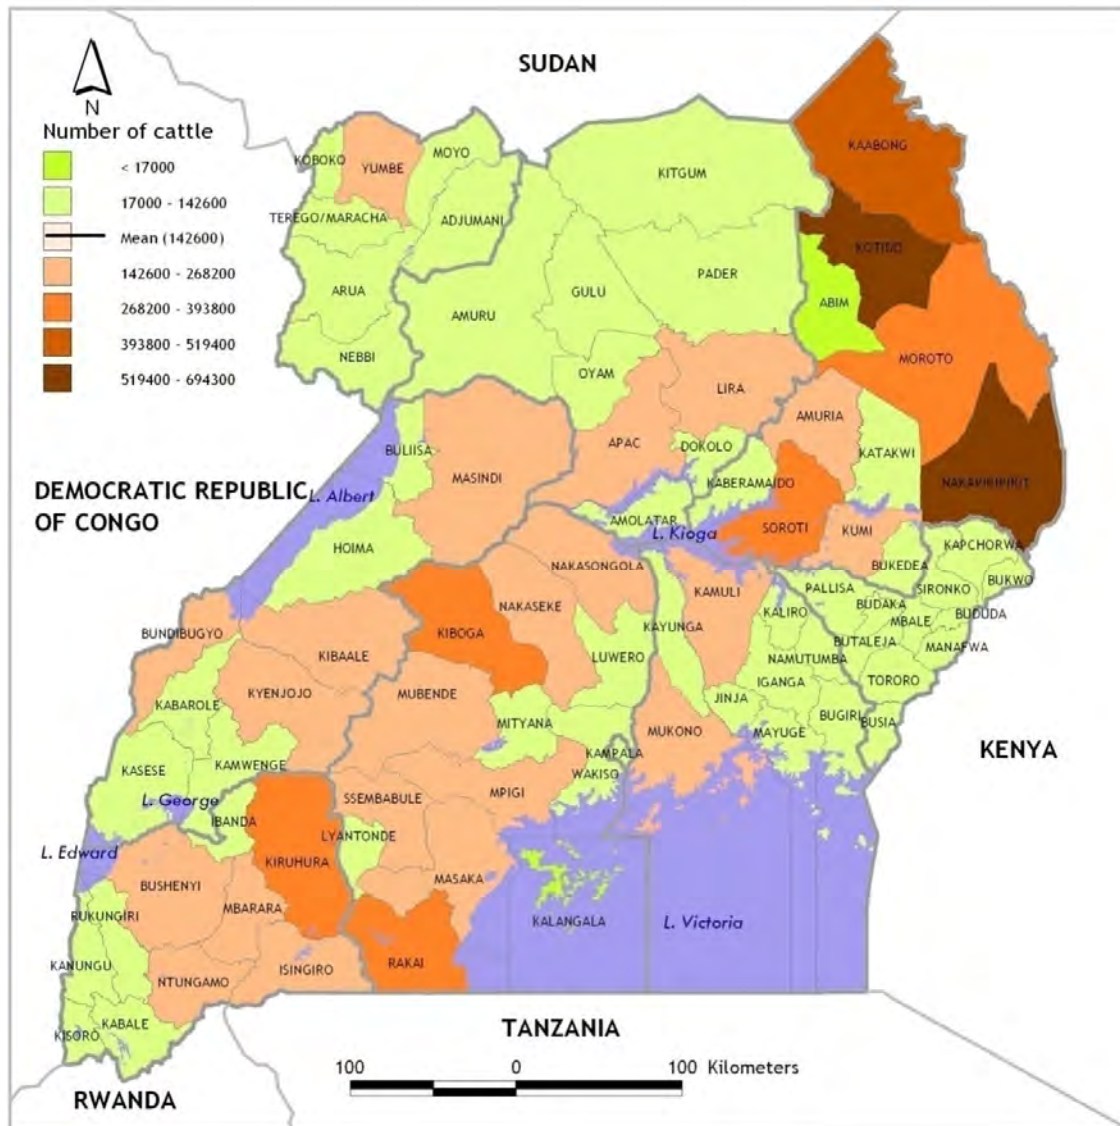 SUDAN
N
Number of cattle
< 17000
17000 - 142600
Mean (142600)
142600 - 268200
268200 - 393800
393800 - 519400
519400 - 694300
KAABONG
KOBOKO
YUMBE
MOYO
KITGUM
TEREGO/MARACHA
ADJUMANI
KOTIDO
PADER
ARUA
GULU
ABIM
AMURU
NEBBI
MOROTO
OYAM
LIRA
AMURIA
APAC
DOKOLO
BULIISA
KATAKWI
MASINDI
KABERAMAIDO
NAKAPIRIPIRIT
DEMOCRATIC REPUBLIC
OF CONGO
L. Albert
AMOLATAR
SOROTI
KUMI
L. Kioga
HOIMA
KAPCHORWA
BUKEDEA
NAKASONGOLA
BUKWO
PALLISA
SIRONKO
NAKASEKE
KAMULI
BUDAKA
KALIRO
BUDUDA
MBALE
KIBOGA
KAYUNGA
BUNDIBUGYO
BUTALEJA
MANAFWA
KIBAALE
LUWERO
NAMUTUMBA
TORORO
KYENJOJO
MUBENDE
IGANGA
KABAROLE
JINJA
MITYANA
BUGIRI
BUSIA
MUKONO
MAYUGE
KAMPALA
KENYA
KASESE
KAMWENGE
WAKISO
MPIGI
SSEMBABULE
L. George
IBANDA
LYANTONDE
L. Edward
KIRUHURA
MASAKA
BUSHENYI
MBARARA
RUKUNGIRI
KALANGALA
L. Victoria
RAKAI
KANUNGU
ISINGIRO
NTUNGAMO
KABALE
KISORO
TANZANIA
100 0 100 Kilometers
RWANDA